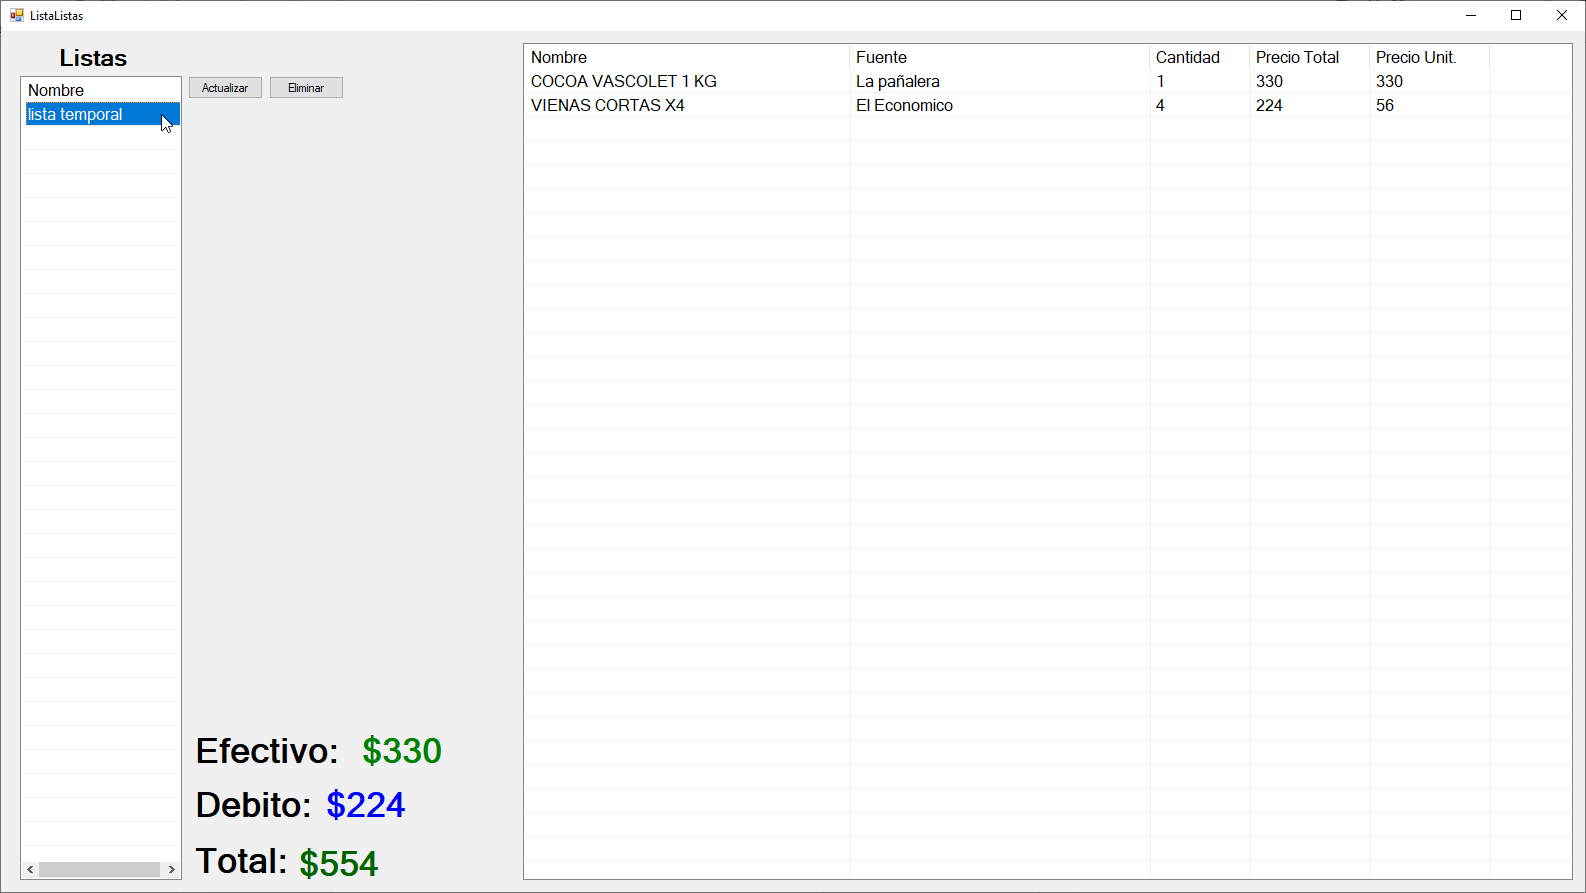 ListaListas
Listas
Nombre
lista temporal
Actualizar
Eliminar
Efectivo: $330
Debito: $224
Total: $554
Nombre Fuente Cantidad Precio Total Precio Unit.
COCOA VASCOLET 1 KG La pañalera 1 330 330
VIENAS CORTAS X4 El Economico 4 224 56